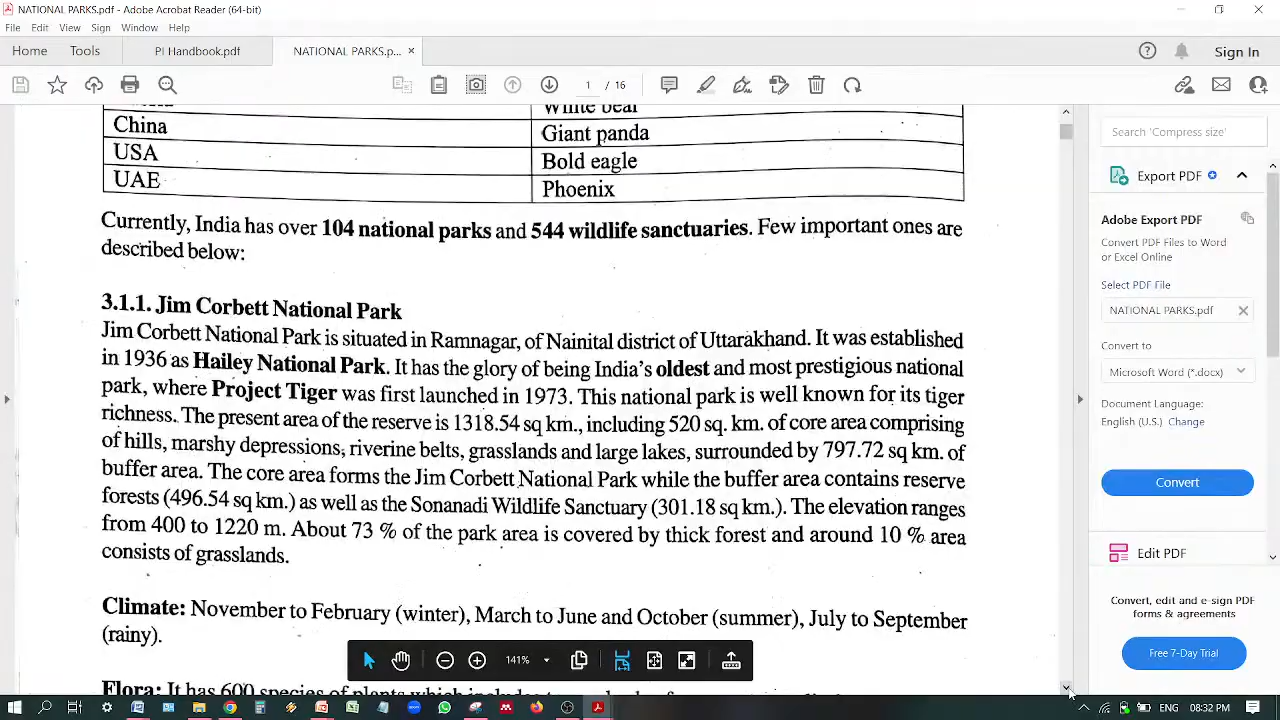 NATIONAL PARKS.pdf - Adobe Acrobat Reader (64-bit)
File Edit View Sign Window Help
Home Tools PI Handbook.pdf NATIONAL PARKS.p... × Sign In
1 / 16
White bear
China Giant panda
USA Bold eagle
UAE Phoenix
Currently, India has over 104 national parks and 544 wildlife sanctuaries. Few important ones are
described below:
3.1.1. Jim Corbett National Park
Jim Corbett National Park is situated in Ramnagar, of Nainital district of Uttarakhand. It was established
in 1936 as Hailey National Park. It has the glory of being India's oldest and most prestigious national
park, where Project Tiger was first launched in 1973. This national park is well known for its tiger
richness. The present area of the reserve is 1318.54 sq km., including 520 sq. km. of core area comprising
of hills, marshy depressions, riverine belts, grasslands and large lakes, surrounded by 797.72 sq km. of
buffer area. The core area forms the Jim Corbett National Park while the buffer area contains reserve
forests (496.54 sq km.) as well as the Sonanadi Wildlife Sanctuary (301.18 sq km.). The elevation ranges
from 400 to 1220 m. About 73 % of the park area is covered by thick forest and around 10 % area
consists of grasslands.
Climate: November to February (winter), March to June and October (summer), July to September
(rainy).
Flora: It has 600 species of plants which includes
141%
Search 'Compress size'
Export PDF
Adobe Export PDF
Convert PDF Files to Word
or Excel Online
Select PDF File
NATIONAL PARKS.pdf
Convert to
Microsoft Word (*.docx)
Document Language:
English (U.S.) Change
Convert
Edit PDF
Convert, edit and e-sign PDF
forms & agreements
Free 7-Day Trial
ENG 08:32 PM